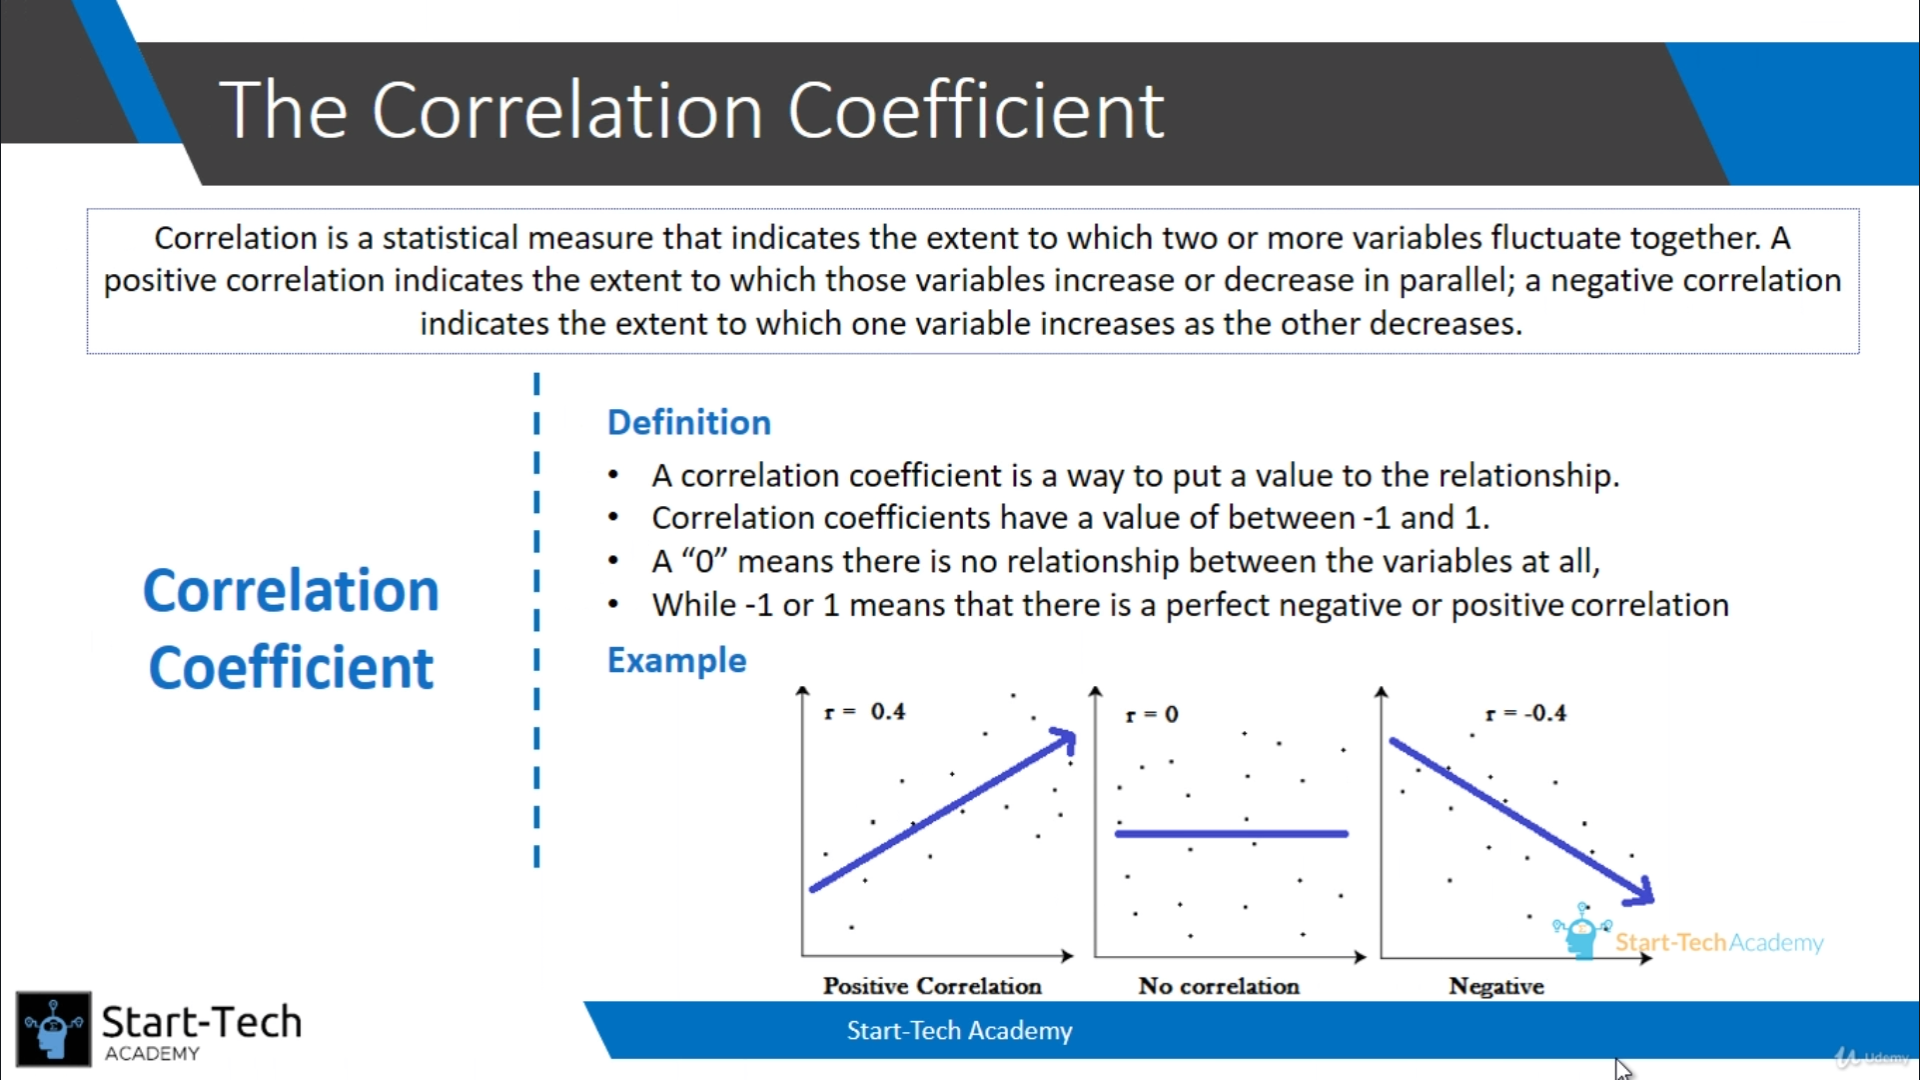 The Correlation Coefficient
Correlation is a statistical measure that indicates the extent to which two or more variables fluctuate together. A
positive correlation indicates the extent to which those variables increase or decrease in parallel; a negative correlation
indicates the extent to which one variable increases as the other decreases.
Correlation
Coefficient
Definition
• A correlation coefficient is a way to put a value to the relationship.
• Correlation coefficients have a value of between -1 and 1.
• A “0” means there is no relationship between the variables at all,
• While -1 or 1 means that there is a perfect negative or positive correlation
Example
r = 0.4
r = 0
r = -0.4
Start-Tech Academy
Positive Correlation
No correlation
Negative
Start-Tech
ACADEMY
Start-Tech Academy
Udemy